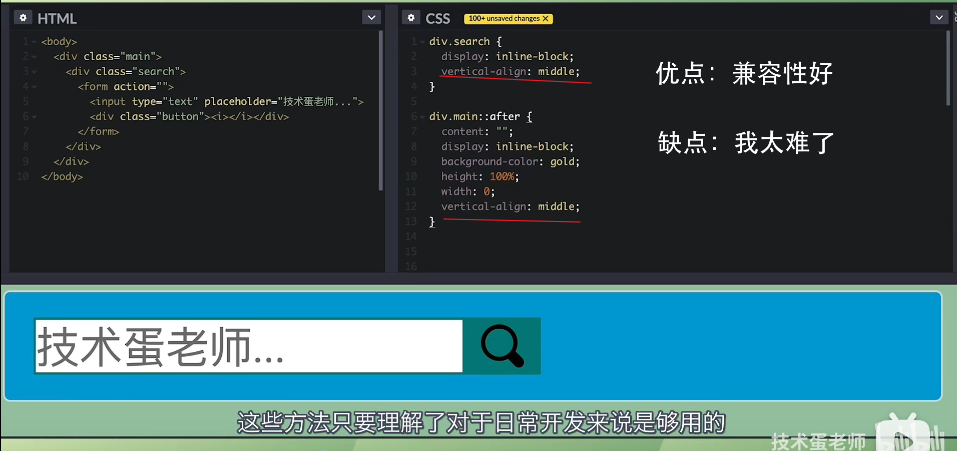 HTML
1 <body>
2 <div class="main">
3 <div class="search">
4 <form action="">
5 <input type="text" placeholder="技术蛋老师...">
6 <div class="button"><i></i></div>
7 </form>
8 </div>
9 </div>
10 </body>
CSS
100+ unsaved changes ×
1 div.search {
2 display: inline-block;
3 vertical-align: middle;
4 }
5
6 div.main::after {
7 content: "";
8 display: inline-block;
9 background-color: gold;
10 height: 100%;
11 width: 0;
12 vertical-align: middle;
13 }
14
15
16
优点：兼容性好
缺点：我太难了
技术蛋老师...
这些方法只要理解了对于日常开发来说是够用的
技术蛋老师